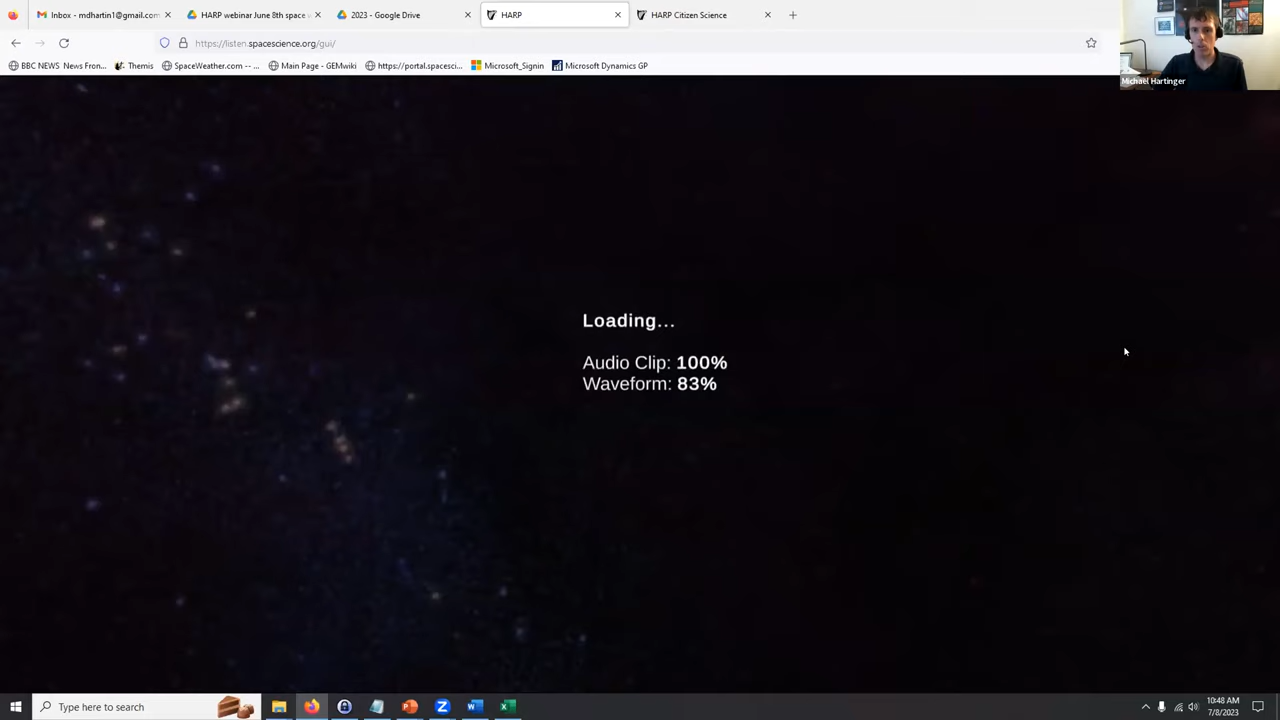 Inbox - mdhartin1@gmail.com
HARP webinar June 8th space w
2023 - Google Drive
HARP
HARP Citizen Science
https://listen.spacescience.org/gui/
BBC NEWS News Fron...
Themis
SpaceWeather.com -- ...
Main Page - GEMwiki
https://portal.spacesci...
Microsoft_Signin
Microsoft Dynamics GP
Michael Hartinger
Loading...
Audio Clip: 100%
Waveform: 83%
Type here to search
10:48 AM
7/8/2023